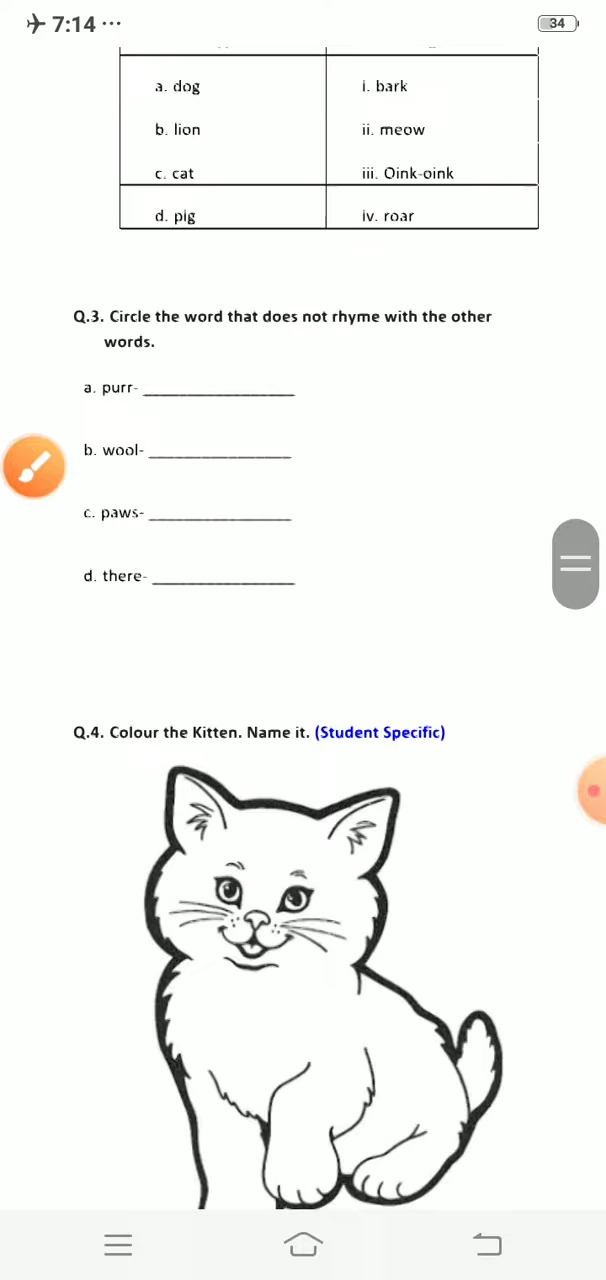 7:14 ...
34
a. dog
i. bark
b. lion
ii. meow
c. cat
iii. Oink-oink
d. pig
iv. roar
Q.3. Circle the word that does not rhyme with the other
words.
a. purr-
b. wool-
c. paws-
d. there-
Q.4. Colour the Kitten. Name it. (Student Specific)